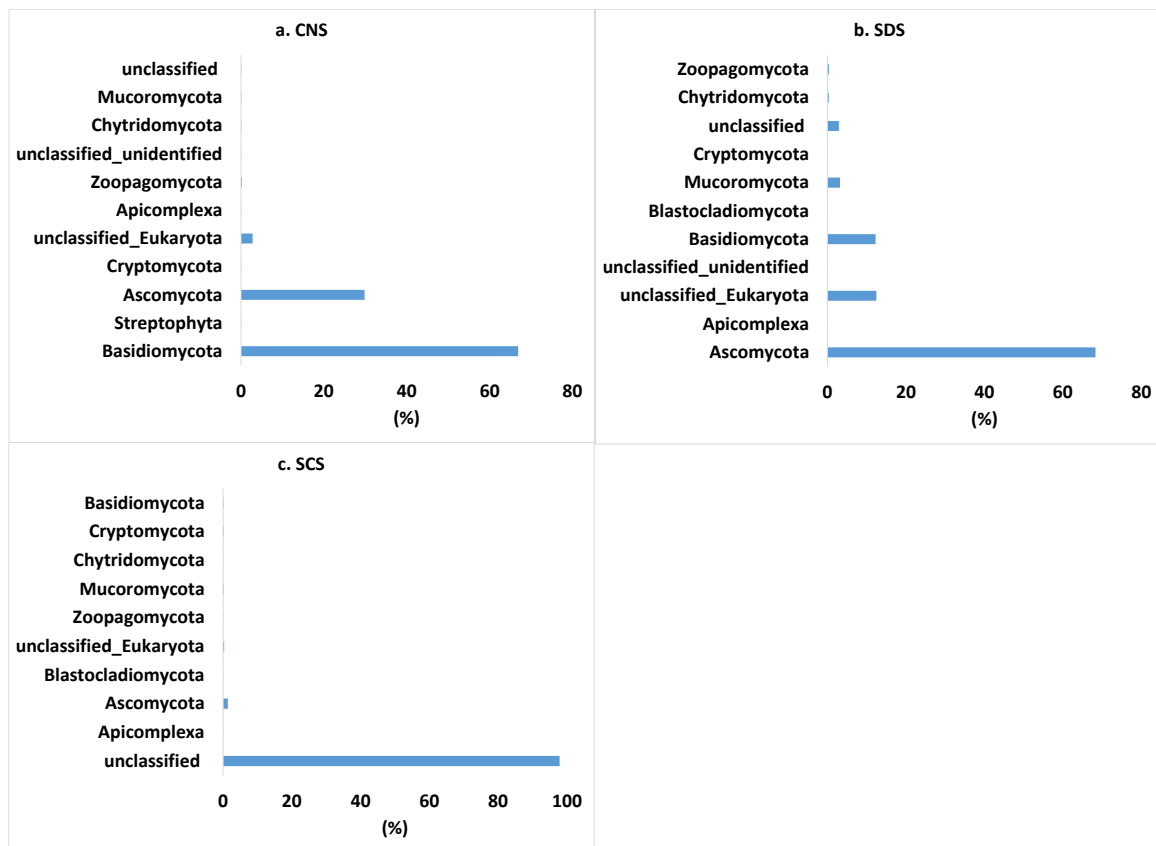 a. CNS
unclassified
Mucoromycota
Chytridomycota
unclassified_unidentified
Zoopagomycota
Apicomplexa
unclassified_Eukaryota
Cryptomycota
Ascomycota
Streptophyta
Basidiomycota
0 20 40 60 80
(%)
b. SDS
Zoopagomycota
Chytridomycota
unclassified
Cryptomycota
Mucoromycota
Blastocladiomycota
Basidiomycota
unclassified_unidentified
unclassified_Eukaryota
Apicomplexa
Ascomycota
0 20 40 60 80
(%)
c. SCS
Basidiomycota
Cryptomycota
Chytridomycota
Mucoromycota
Zoopagomycota
unclassified_Eukaryota
Blastocladiomycota
Ascomycota
Apicomplexa
unclassified
0 20 40 60 80 100
(%)